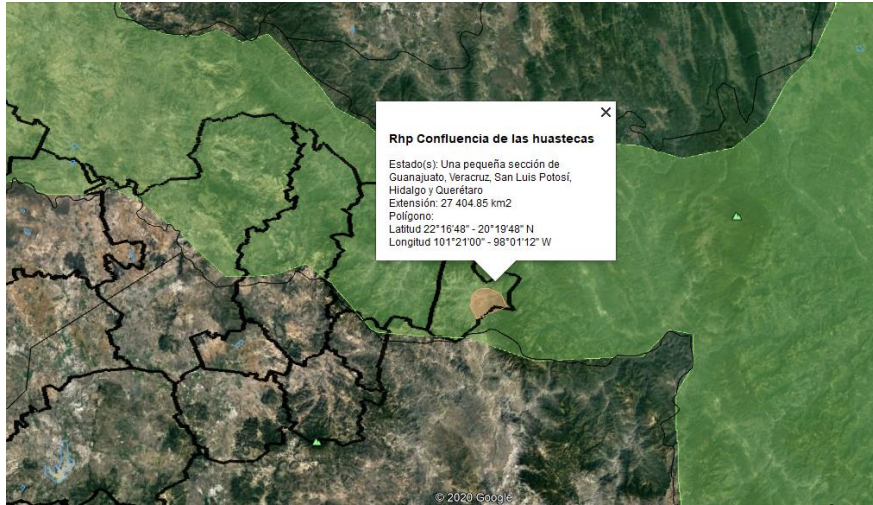 Rhp Confluencia de las huastecas
Estado(s): Una pequeña sección de
Guanajuato, Veracruz, San Luis Potosí,
Hidalgo y Querétaro
Extensión: 27 404.85 km2
Polígono:
Latitud 22°16'48" - 20°19'48" N
Longitud 101°21'00" - 98°01'12" W
© 2020 Google